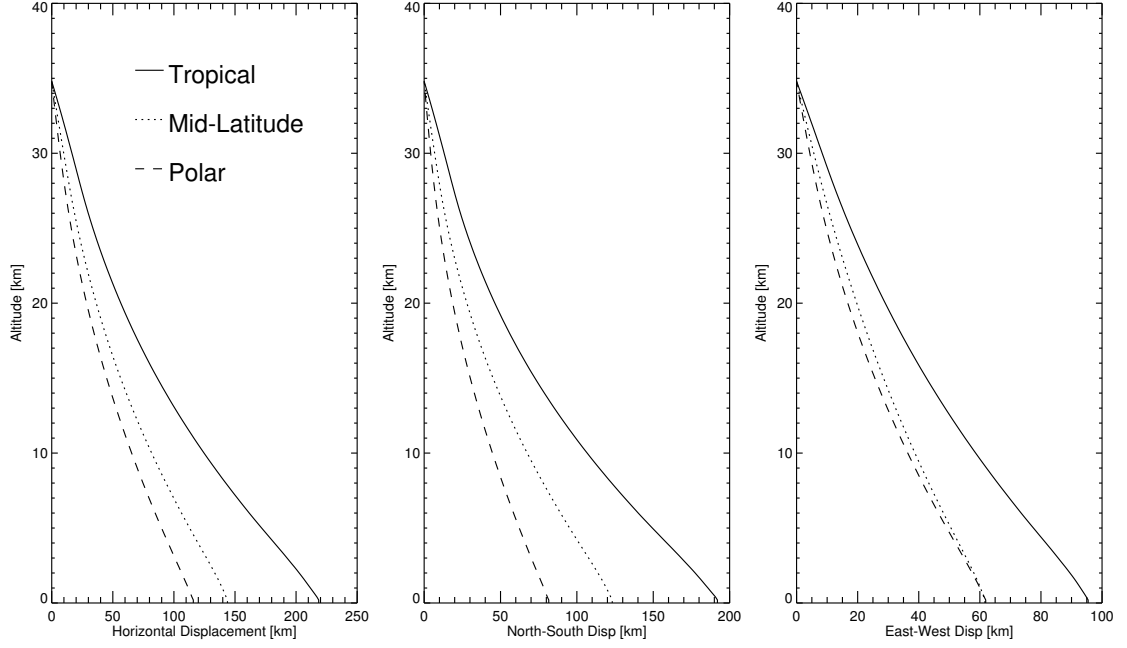 40
30
20
10
0
Altitude [km]
Tropical
Mid-Latitude
Polar
0 50 100 150 200 250
Horizontal Displacement [km]
40
30
20
10
0
Altitude [km]
0 50 100 150 200
North-South Disp [km]
40
30
20
10
0
Altitude [km]
0 20 40 60 80 100
East-West Disp [km]